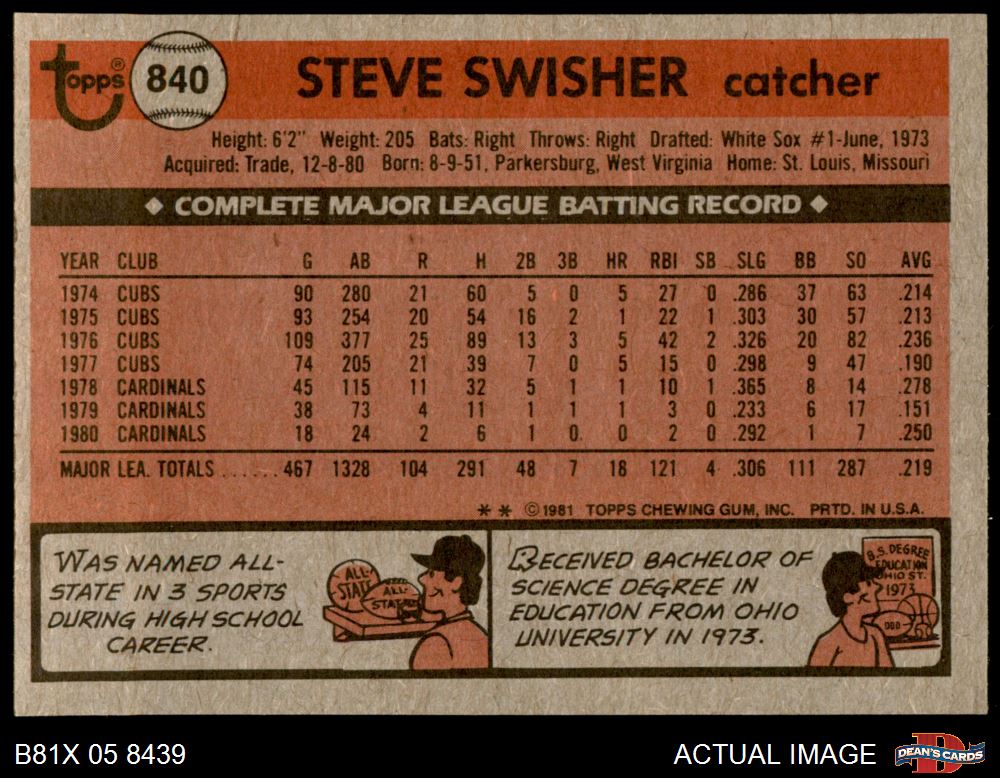 topps®
840
STEVE SWISHER catcher
Height: 6'2" Weight: 205 Bats: Right Throws: Right Drafted: White Sox #1-June, 1973
Acquired: Trade, 12-8-80 Born: 8-9-51, Parkersburg, West Virginia Home: St. Louis, Missouri
◆ COMPLETE MAJOR LEAGUE BATTING RECORD ◆
YEAR CLUB G AB R H 2B 3B HR RBI SB SLG BB SO AVG
1974 CUBS 90 280 21 60 5 0 5 27 0 .286 37 63 .214
1975 CUBS 93 254 20 54 16 2 1 22 1 .303 30 57 .213
1976 CUBS 109 377 25 89 13 3 5 42 2 .326 20 82 .236
1977 CUBS 74 205 21 39 7 0 5 15 0 .298 9 47 .190
1978 CARDINALS 45 115 11 32 5 1 1 10 1 .365 8 14 .278
1979 CARDINALS 38 73 4 11 1 1 1 3 0 .233 6 17 .151
1980 CARDINALS 18 24 2 6 1 0 0 2 0 .292 1 7 .250
MAJOR LEA. TOTALS ...... 467 1328 104 291 48 7 18 121 4 .306 111 287 .219
** ©1981 TOPPS CHEWING GUM, INC. PRTD. IN U.S.A.
WAS NAMED ALL-
STATE IN 3 SPORTS
DURING HIGH SCHOOL
CAREER.
ALL-
STATE
ALL-
STATE
RECEIVED BACHELOR OF
SCIENCE DEGREE IN
EDUCATION FROM OHIO
UNIVERSITY IN 1973.
B.S. DEGREE
EDUCATION
OHIO ST.
1973
B81X 05 8439
ACTUAL IMAGE
DEAN'S CARDS